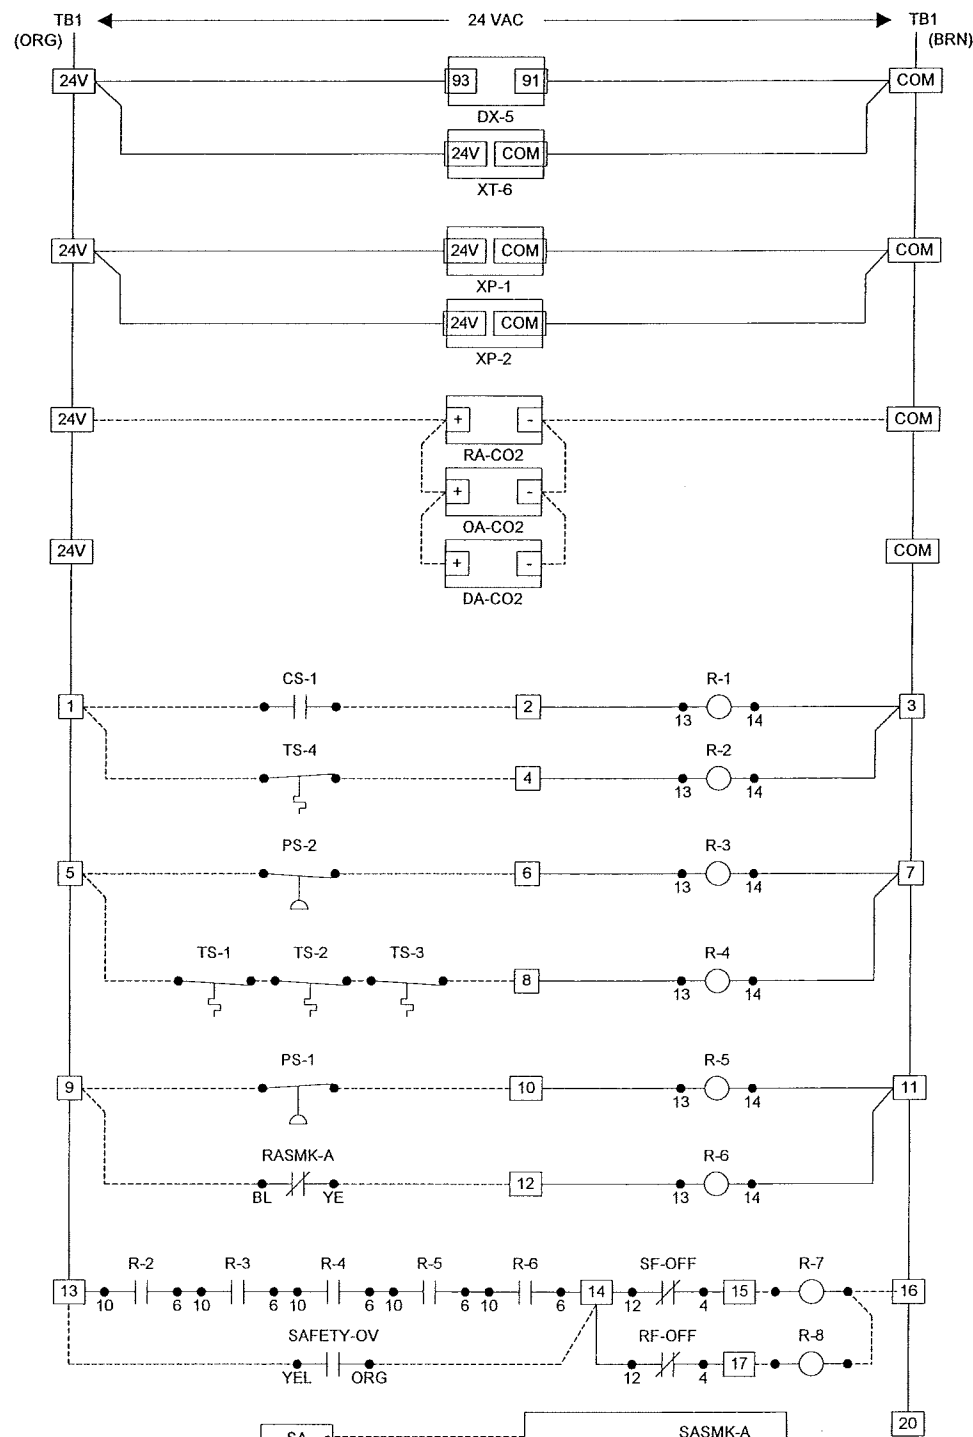 TB1 24 VAC TB1
(ORG) (BRN)
24V 93 91 COM
DX-5
24V COM
XT-6
24V 24V COM COM
XP-1
24V COM
XP-2
24V + - COM
RA-CO2
+ -
OA-CO2
24V + - COM
DA-CO2
CS-1 R-1
1 2 3
13 14
TS-4 R-2
4
13 14
PS-2 R-3
5 6 7
13 14
TS-1 TS-2 TS-3 R-4
8
13 14
PS-1 R-5
9 10 11
13 14
RASMK-A R-6
12
BL YE 13 14
R-2 R-3 R-4 R-5 R-6 SF-OFF R-7
13 14 15 16
10 6 10 6 10 6 10 6 10 6 12 4
SAFETY-OV RF-OFF R-8
17
YEL ORG 12 4
20
SA SASMK-A